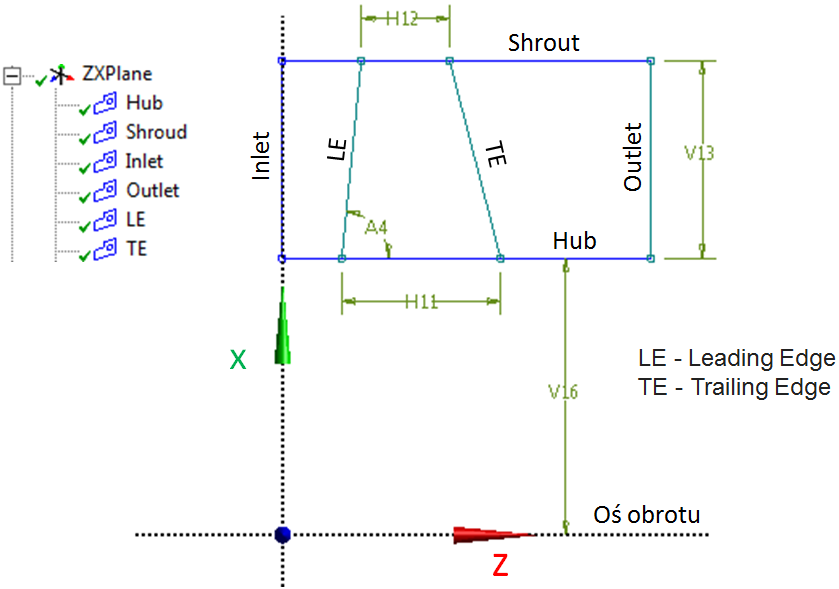 ZXPlane
Hub
Shroud
Inlet
Outlet
LE
TE
H12
Shrout
Inlet
LE
TE
Outlet
V13
A4
Hub
H11
X
LE - Leading Edge
TE - Trailing Edge
V16
Oś obrotu
Z